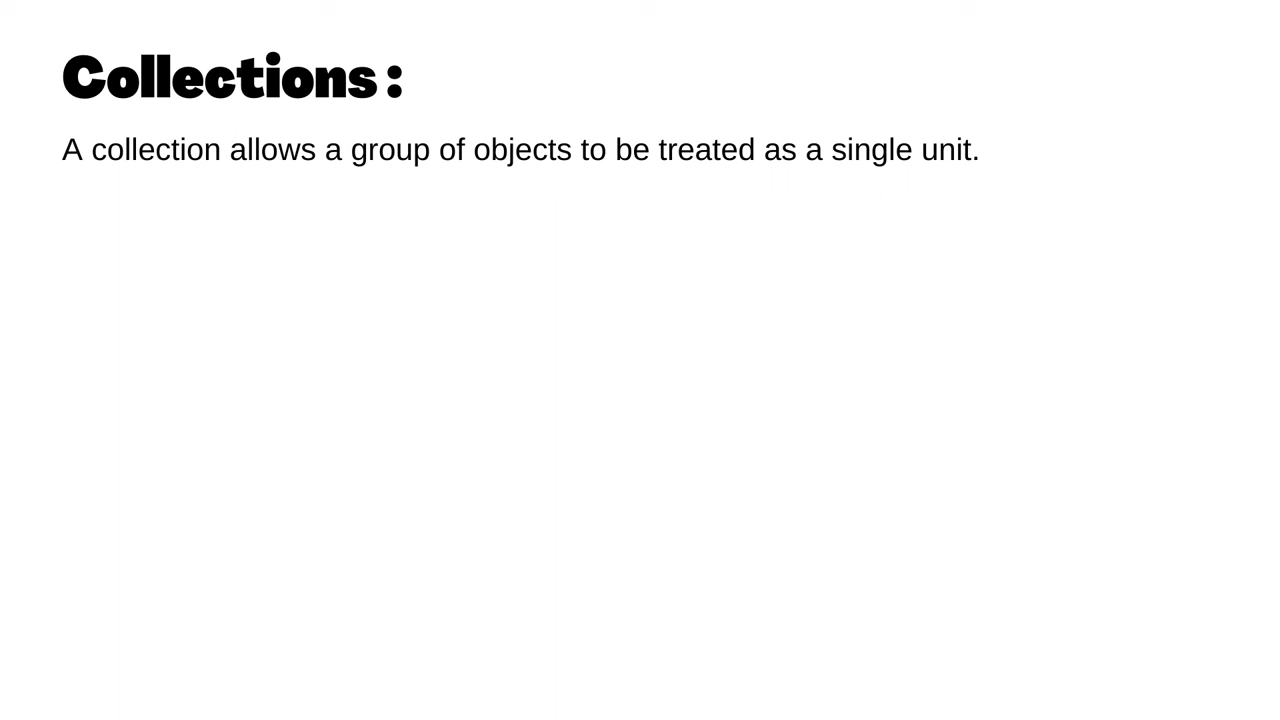 Collections:
A collection allows a group of objects to be treated as a single unit.